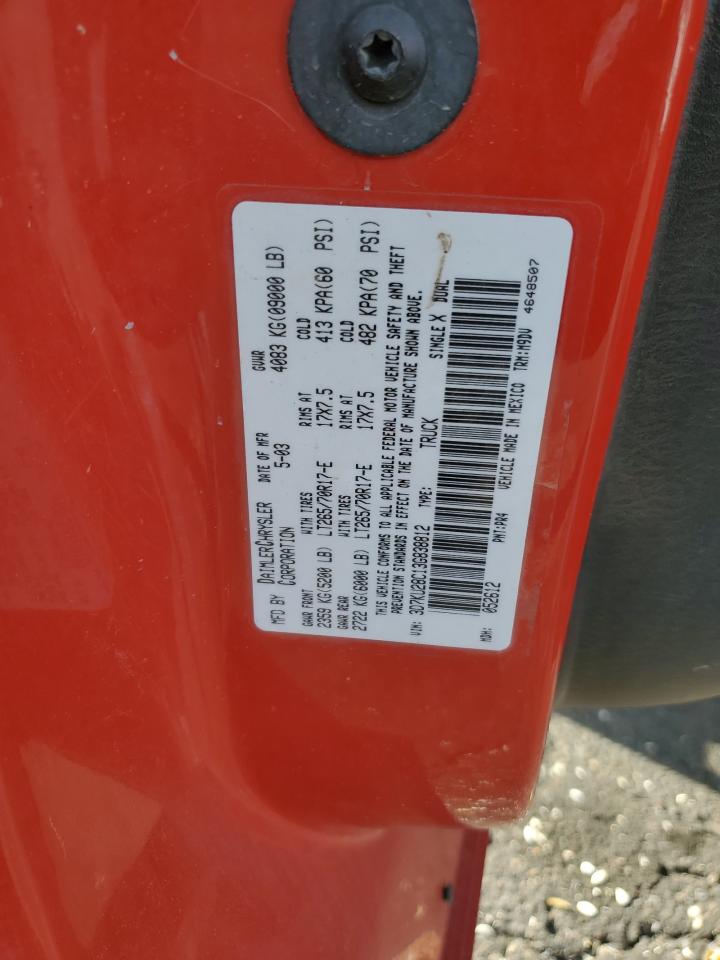 MFD BY DAIMLERCHRYSLER CORPORATION DATE OF MFR 5-03 GVWR 4083 KG(09000 LB)
GAWR FRONT WITH TIRES RIMS AT COLD
2359 KG(5200 LB) LT265/70R17-E 17X7.5 413 KPA(60 PSI)
GAWR REAR WITH TIRES RIMS AT COLD
2722 KG(6000 LB) LT265/70R17-E 17X7.5 482 KPA(70 PSI)
THIS VEHICLE CONFORMS TO ALL APPLICABLE FEDERAL MOTOR VEHICLE SAFETY AND THEFT
PREVENTION STANDARDS IN EFFECT ON THE DATE OF MANUFACTURE SHOWN ABOVE.
VIN: 3D7KU28C13G838812 TYPE: TRUCK SINGLE X DUAL
MDH: 052612 PNT:PR4 VEHICLE MADE IN MEXICO TRM:M9DV 4648507